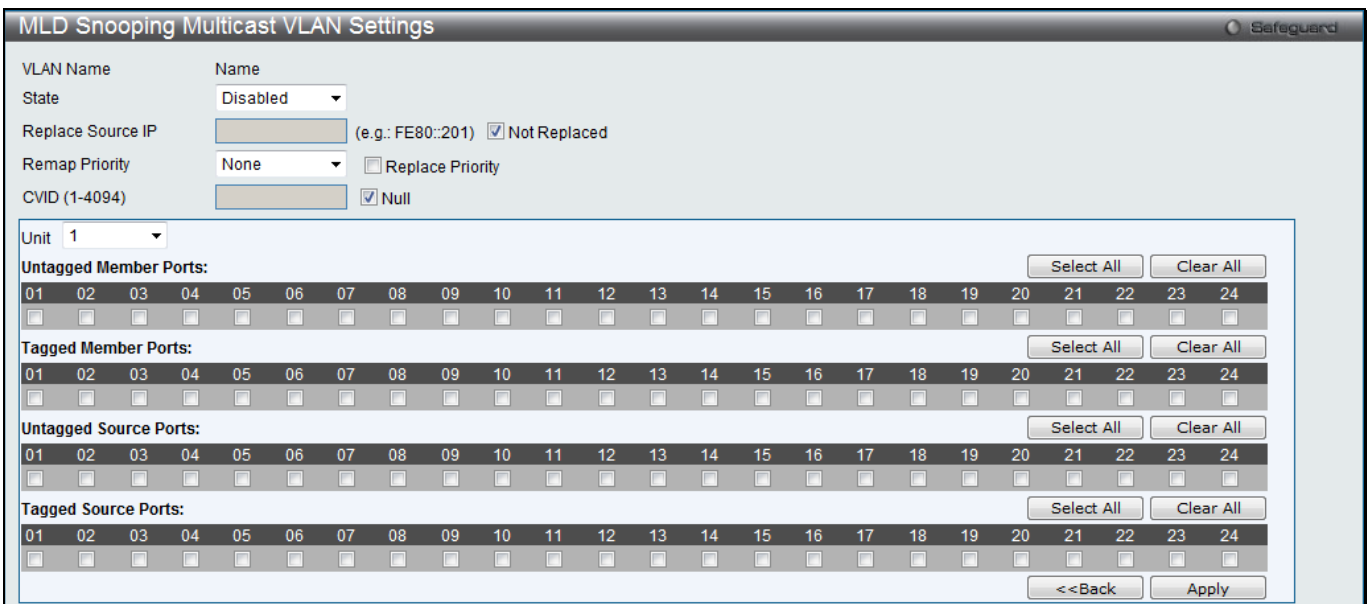 MLD Snooping Multicast VLAN Settings Safeguard
VLAN Name Name
State Disabled
Replace Source IP (e.g.: FE80::201) Not Replaced
Remap Priority None Replace Priority
CVID (1-4094) Null
Unit 1
Untagged Member Ports: Select All Clear All
01 02 03 04 05 06 07 08 09 10 11 12 13 14 15 16 17 18 19 20 21 22 23 24
Tagged Member Ports: Select All Clear All
01 02 03 04 05 06 07 08 09 10 11 12 13 14 15 16 17 18 19 20 21 22 23 24
Untagged Source Ports: Select All Clear All
01 02 03 04 05 06 07 08 09 10 11 12 13 14 15 16 17 18 19 20 21 22 23 24
Tagged Source Ports: Select All Clear All
01 02 03 04 05 06 07 08 09 10 11 12 13 14 15 16 17 18 19 20 21 22 23 24
<<Back Apply